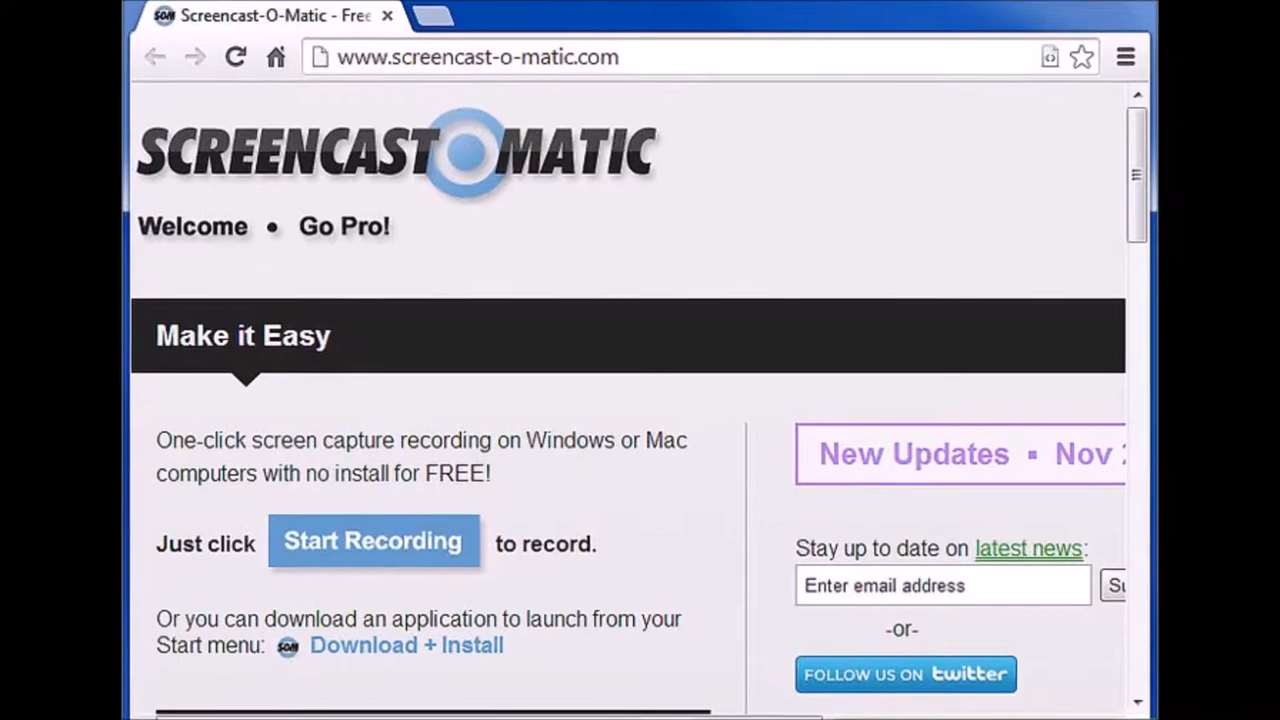 Screencast-O-Matic - Free
www.screencast-o-matic.com
SCREENCAST O MATIC
Welcome • Go Pro!
Make it Easy
One-click screen capture recording on Windows or Mac
computers with no install for FREE!
Just click Start Recording to record.
Or you can download an application to launch from your
Start menu: SOM Download + Install
New Updates ▪ Nov
Stay up to date on latest news:
Enter email address Su
-or-
FOLLOW US ON twitter